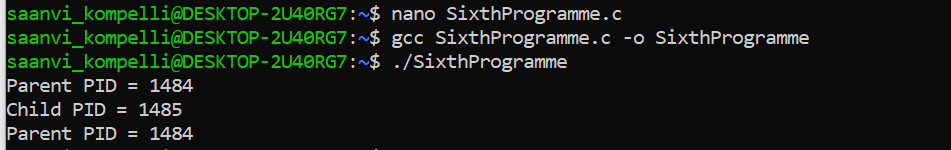 saanvi_kompelli@DESKTOP-2U40RG7:~$ nano SixthProgramme.c
saanvi_kompelli@DESKTOP-2U40RG7:~$ gcc SixthProgramme.c -o SixthProgramme
saanvi_kompelli@DESKTOP-2U40RG7:~$ ./SixthProgramme
Parent PID = 1484
Child PID = 1485
Parent PID = 1484